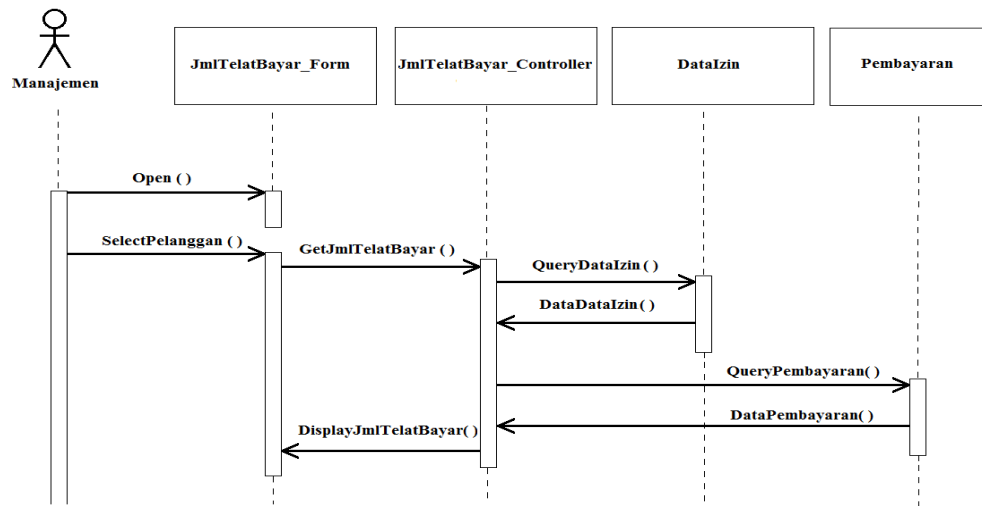 Manajemen
JmlTelatBayar_Form
JmlTelatBayar_Controller
DataIzin
Pembayaran
Open ( )
SelectPelanggan ( )
GetJmlTelatBayar ( )
QueryDataIzin ( )
DataDataIzin ( )
QueryPembayaran( )
DataPembayaran( )
DisplayJmlTelatBayar( )